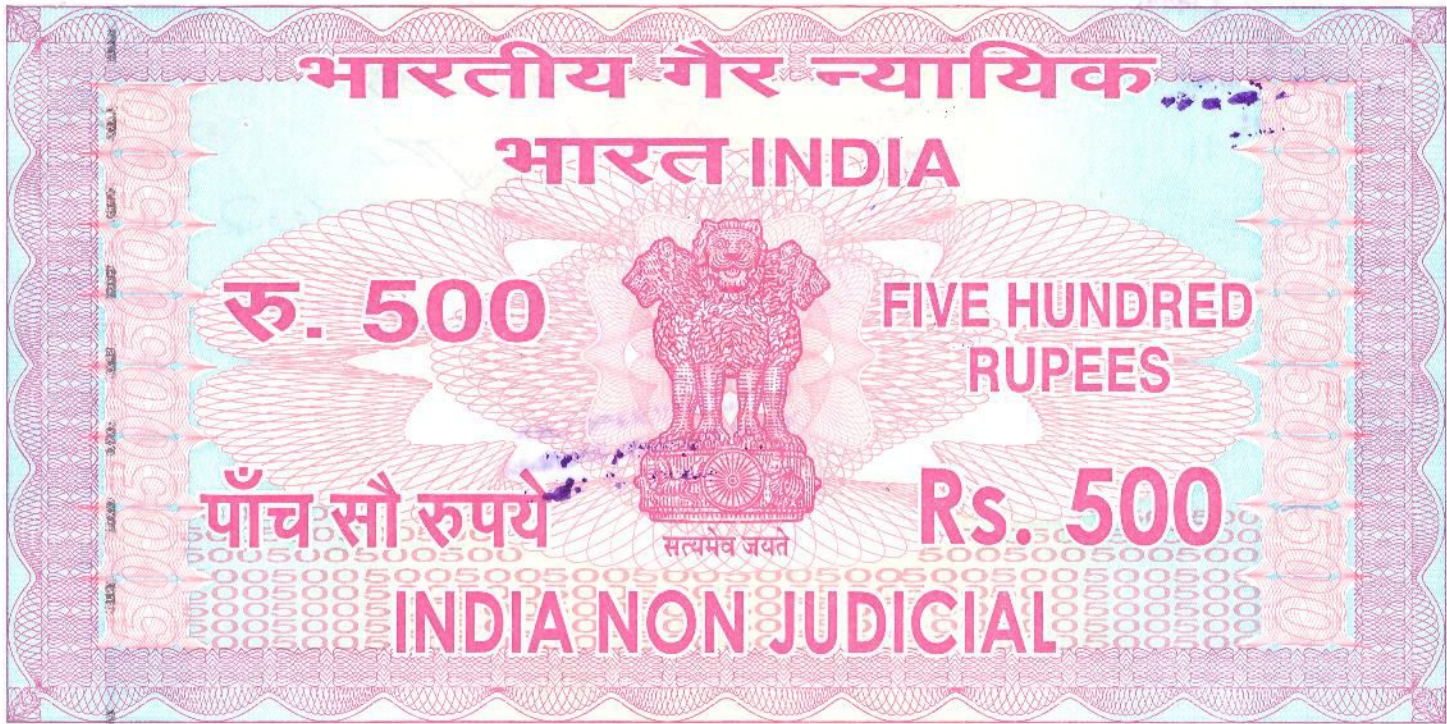 भारतीय गैर न्यायिक
भारत INDIA
रु. 500
FIVE HUNDRED
RUPEES
पाँच सौ रुपये
Rs. 500
सत्यमेव जयते
INDIA NON JUDICIAL